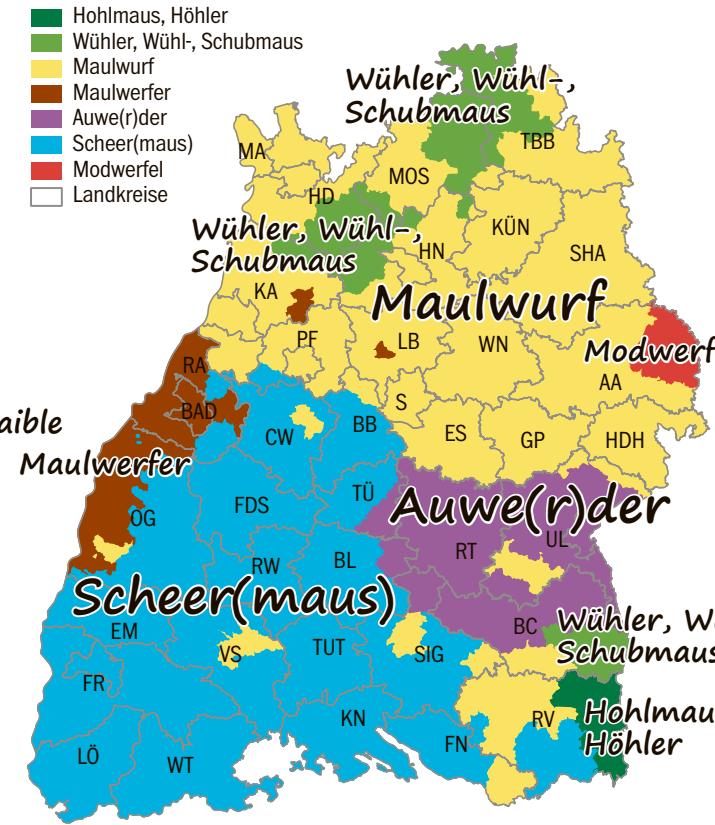 Hohlmaus, Höhler
Wühler, Wühl-, Schubmaus
Maulwurf
Maulwerfer
Auwe(r)der
Scheer(maus)
Modwerfel
Landkreise
Wühler, Wühl-,
Schubmaus
TBB
MA
MOS
HD
Wühler, Wühl-,
Schubmaus
KÜN
HN
SHA
KA
Maulwurf
PF
LB
WN
Modwerf
RA
AA
BAD
S
aible
CW
BB
ES
GP
HDH
Maulwerfer
TÜ
Auwe(r)der
OG
FDS
RT
UL
RW
BL
Scheer(maus)
EM
BC
Wühler, W
Schubmaus
VS
TUT
SIG
FR
KN
RV
Hohlmau
Höhler
FN
LÖ
WT